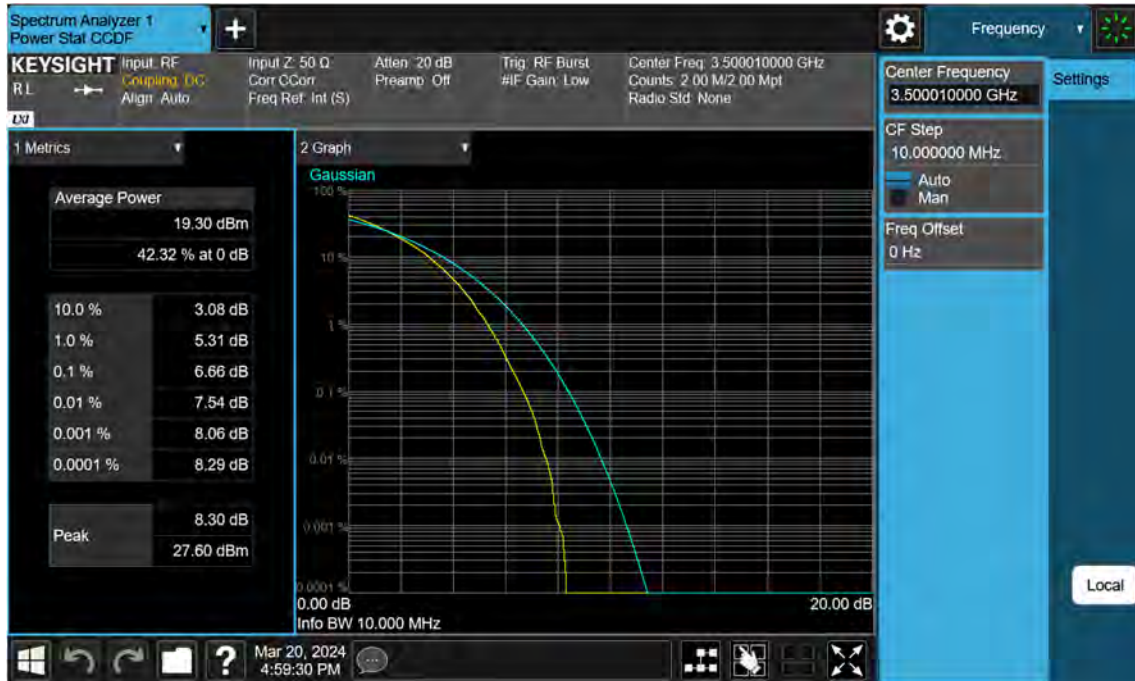 Spectrum Analyzer 1
Power Stat CCDF
Frequency
KEYSIGHT
Input: RF
Input Z: 50 Ω
Atten: 20 dB
Trig: RF Burst
Center Freq: 3.500010000 GHz
RL
Coupling: DC
Corr CCorr
Preamp: Off
#IF Gain: Low
Counts: 2.00 M/2.00 Mpt
Align: Auto
Freq Ref: Int (S)
Radio Std: None
LXI
Center Frequency
3.500010000 GHz
Settings
CF Step
10.000000 MHz
Auto
Man
Freq Offset
0 Hz
1 Metrics
Average Power
19.30 dBm
42.32 % at 0 dB
10.0 % 3.08 dB
1.0 % 5.31 dB
0.1 % 6.66 dB
0.01 % 7.54 dB
0.001 % 8.06 dB
0.0001 % 8.29 dB
Peak
8.30 dB
27.60 dBm
2 Graph
Gaussian
100 %
10 %
1 %
0.1 %
0.01 %
0.001 %
0.0001 %
0.00 dB 20.00 dB
Info BW 10.000 MHz
Local
?
Mar 20, 2024
4:59:30 PM